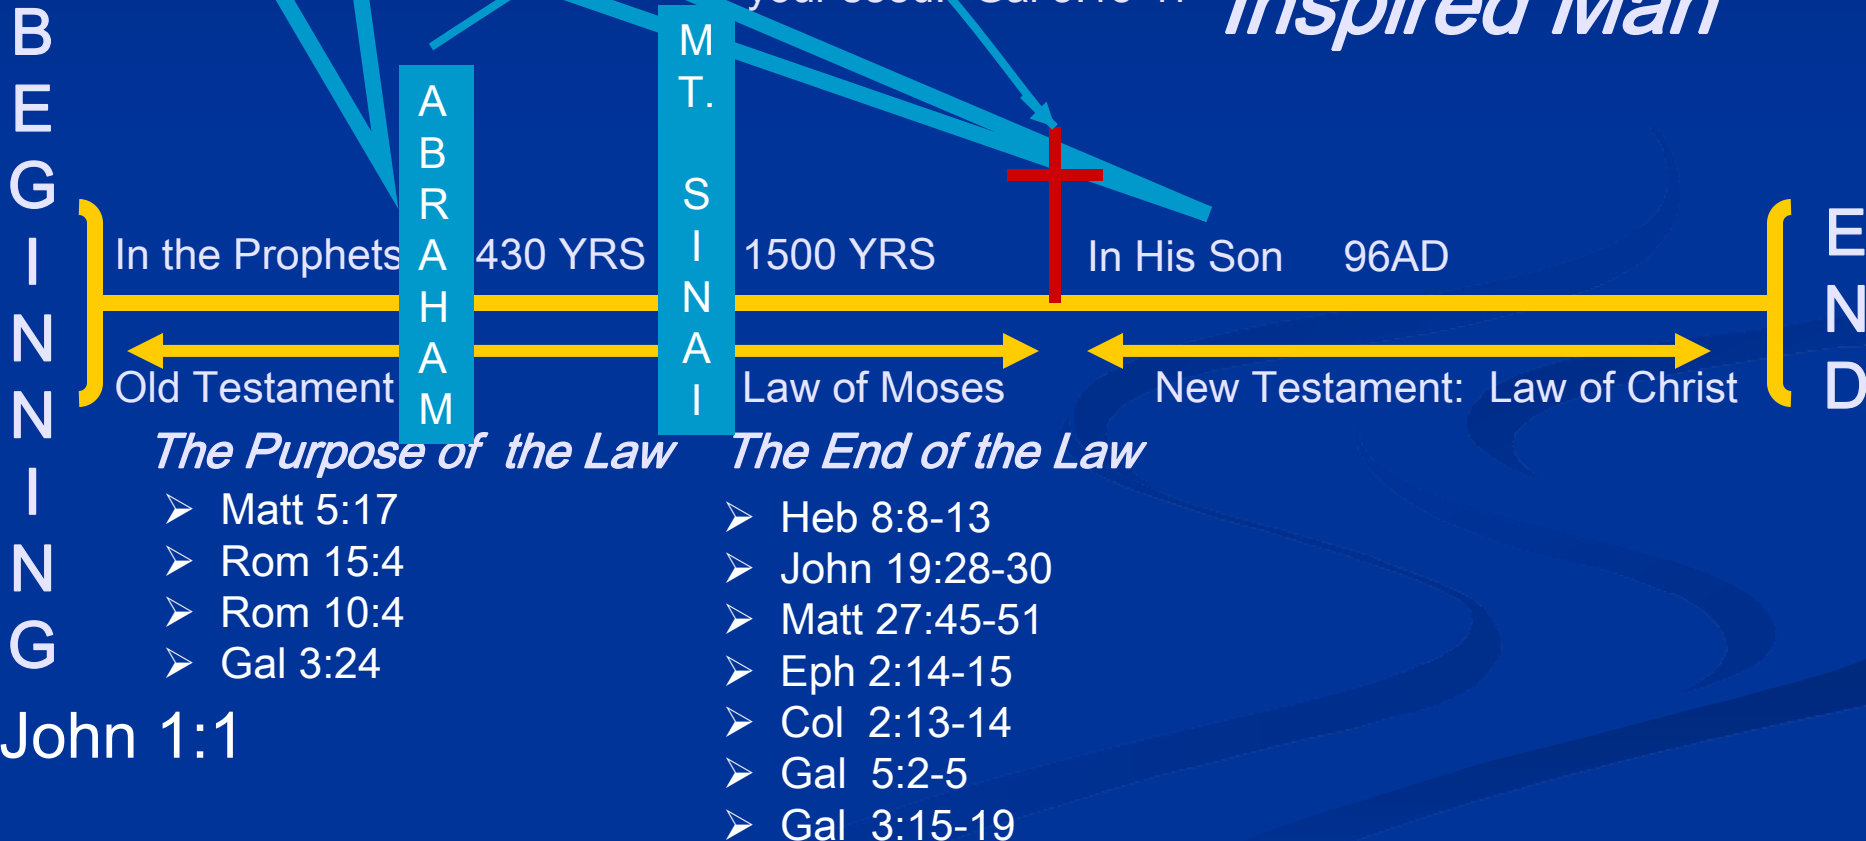 Inspired Man
BEGINNING
ABRAHAM
MT. SINAI
END
In the Prophets
430 YRS
1500 YRS
In His Son
96AD
Old Testament
Law of Moses
New Testament: Law of Christ
The Purpose of the Law
➢ Matt 5:17
➢ Rom 15:4
➢ Rom 10:4
➢ Gal 3:24
The End of the Law
➢ Heb 8:8-13
➢ John 19:28-30
➢ Matt 27:45-51
➢ Eph 2:14-15
➢ Col 2:13-14
➢ Gal 5:2-5
➢ Gal 3:15-19
John 1:1